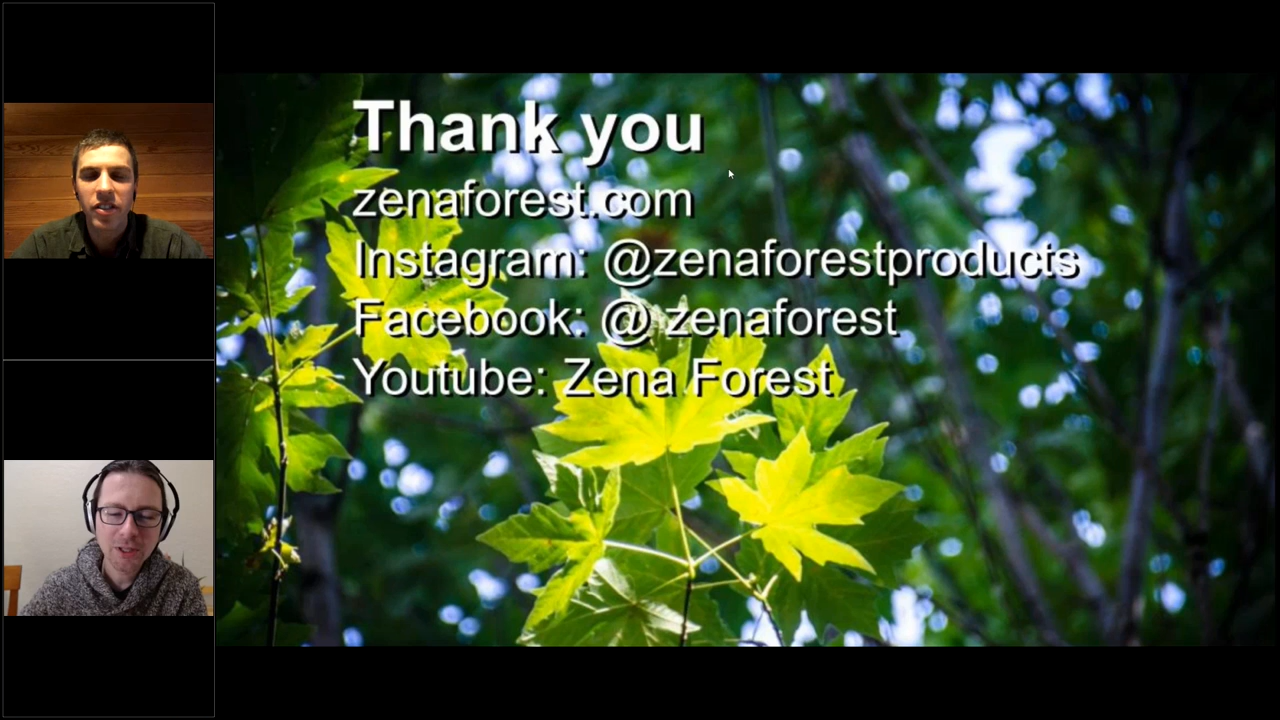 Thank you
zenaforest.com
Instagram: @zenaforestproducts
Facebook: @ zenaforest
Youtube: Zena Forest